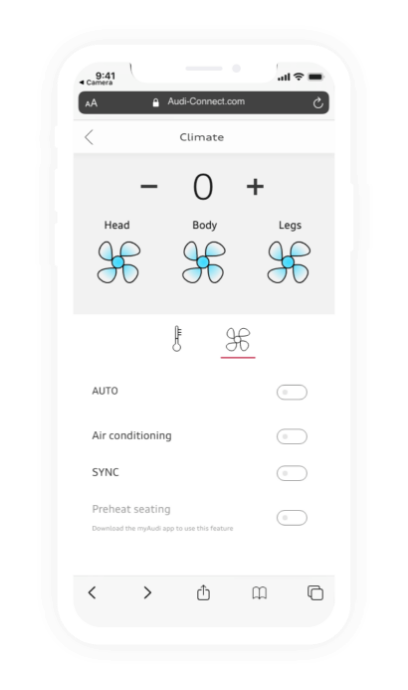 9:41
Camera
AA
Audi-Connect.com
Climate
− 0 +
Head Body Legs
AUTO
Air conditioning
SYNC
Preheat seating
Download the myAudi app to use this feature